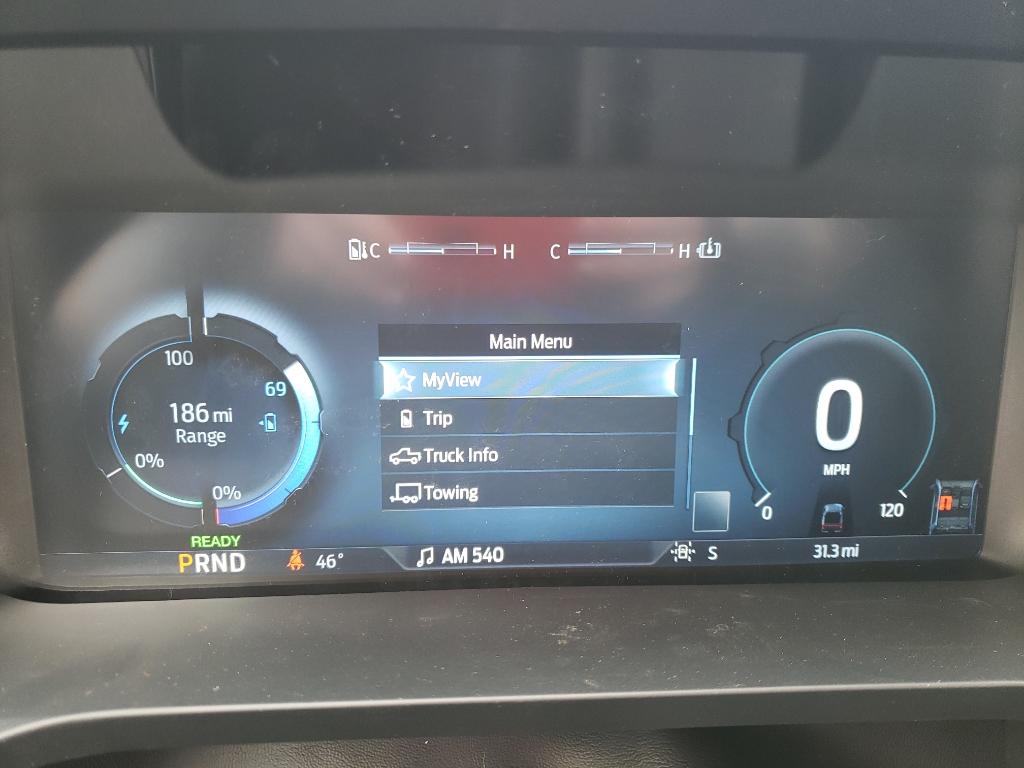 C H C H
Main Menu
MyView
Trip
Truck Info
Towing
100
69
186 mi
Range
0%
0%
0
MPH
0 120
READY
PRND 46° AM 540 S 31.3 mi